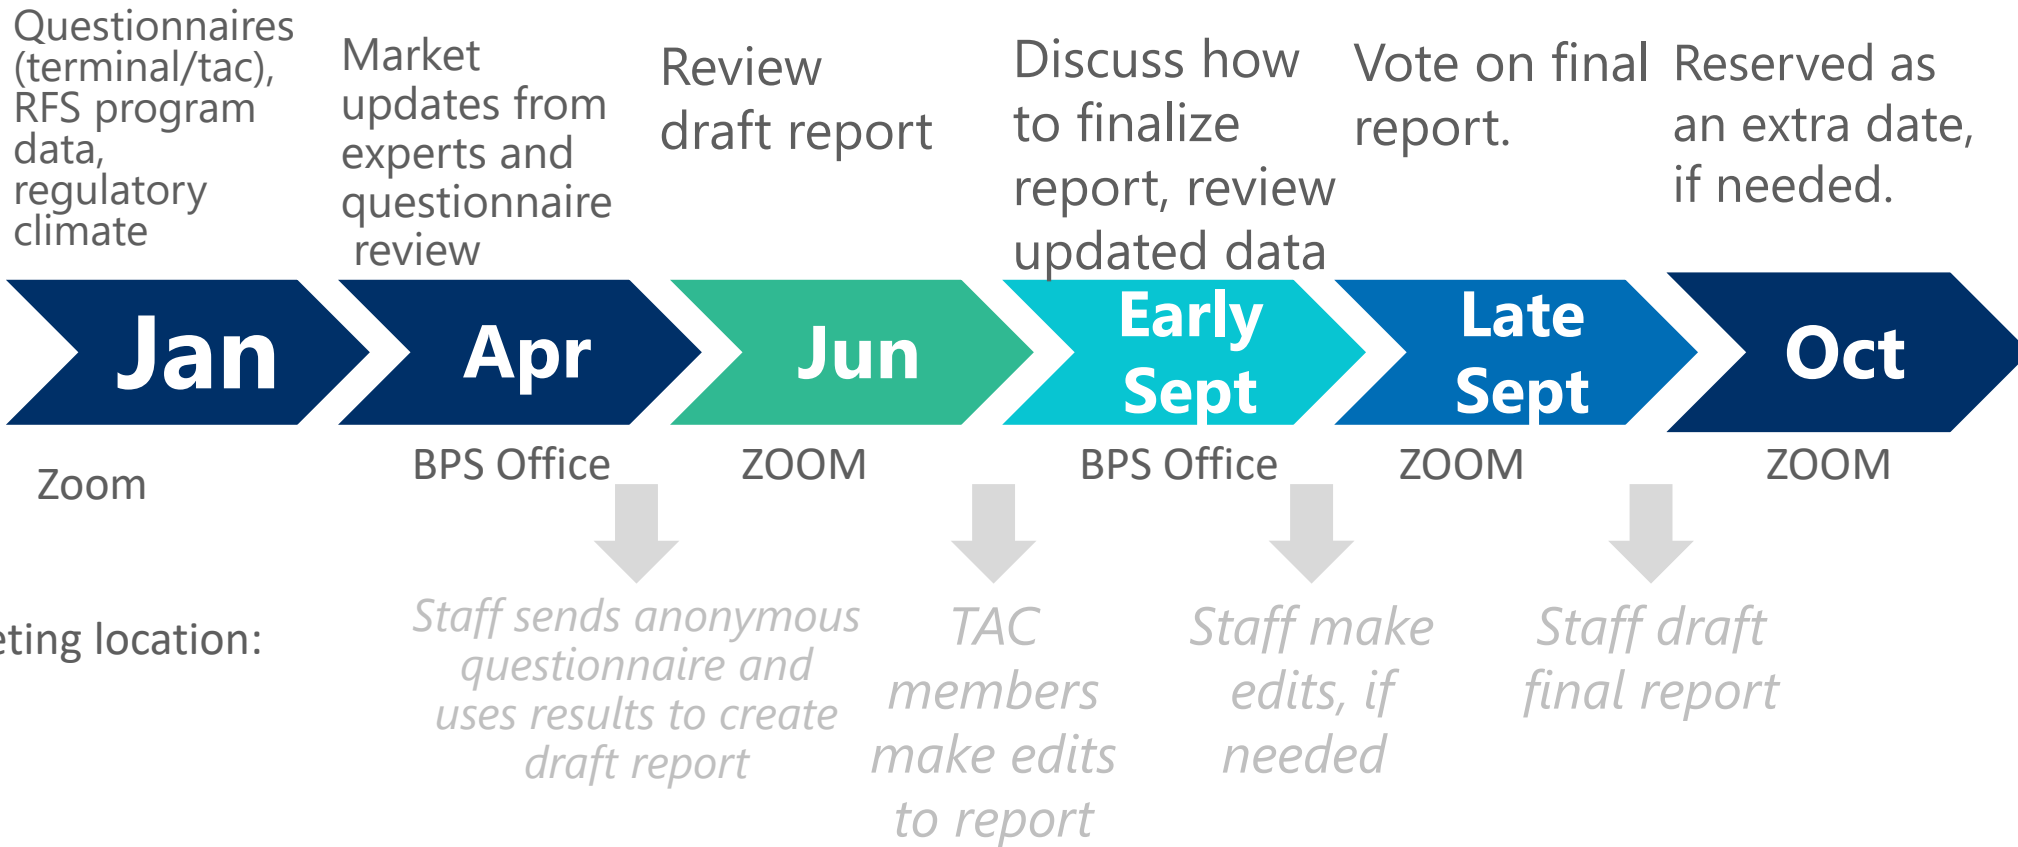 Questionnaires
(terminal/tac),
RFS program
data,
regulatory
climate
Market
updates from
experts and
questionnaire
review
Review
draft report
Discuss how
to finalize
report, review
updated data
Vote on final
report.
Reserved as
an extra date,
if needed.
Jan
Apr
Jun
Early
Sept
Late
Sept
Oct
Zoom
BPS Office
ZOOM
BPS Office
ZOOM
ZOOM
eting location:
Staff sends anonymous
questionnaire and
uses results to create
draft report
TAC
members
make edits
to report
Staff make
edits, if
needed
Staff draft
final report